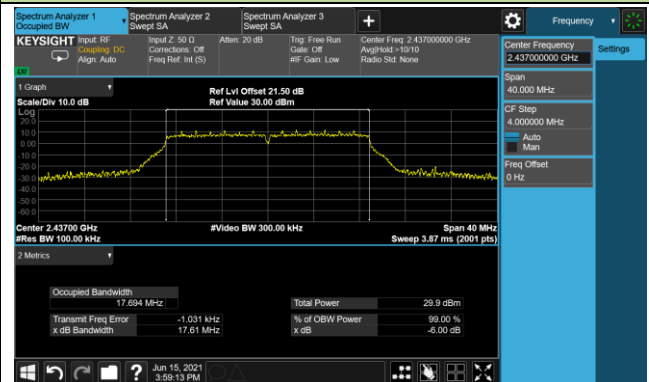 Spectrum Analyzer 1
Occupied BW
Spectrum Analyzer 2
Swept SA
Spectrum Analyzer 3
Swept SA
Frequency
KEYSIGHT
Input: RF
Coupling: DC
Align: Auto
Input Z: 50 Ω
Corrections: Off
Freq Ref: Int (S)
Atten: 20 dB
Trig: Free Run
Gate: Off
#IF Gain: Low
Center Freq: 2.437000000 GHz
Avg|Hold:>10/10
Radio Std: None
LXI
Center Frequency
2.437000000 GHz
Settings
Span
40.000 MHz
CF Step
4.000000 MHz
Auto
Man
Freq Offset
0 Hz
1 Graph
Scale/Div 10.0 dB
Ref Lvl Offset 21.50 dB
Ref Value 30.00 dBm
Log
20.0
10.0
0.00
-10.0
-20.0
-30.0
-40.0
-50.0
-60.0
Center 2.43700 GHz
#Res BW 100.00 kHz
#Video BW 300.00 kHz
Span 40 MHz
Sweep 3.87 ms (2001 pts)
2 Metrics
Occupied Bandwidth
17.694 MHz
Total Power 29.9 dBm
Transmit Freq Error -1.031 kHz
% of OBW Power 99.00 %
x dB Bandwidth 17.61 MHz
x dB -6.00 dB
Jun 15, 2021
3:59:13 PM